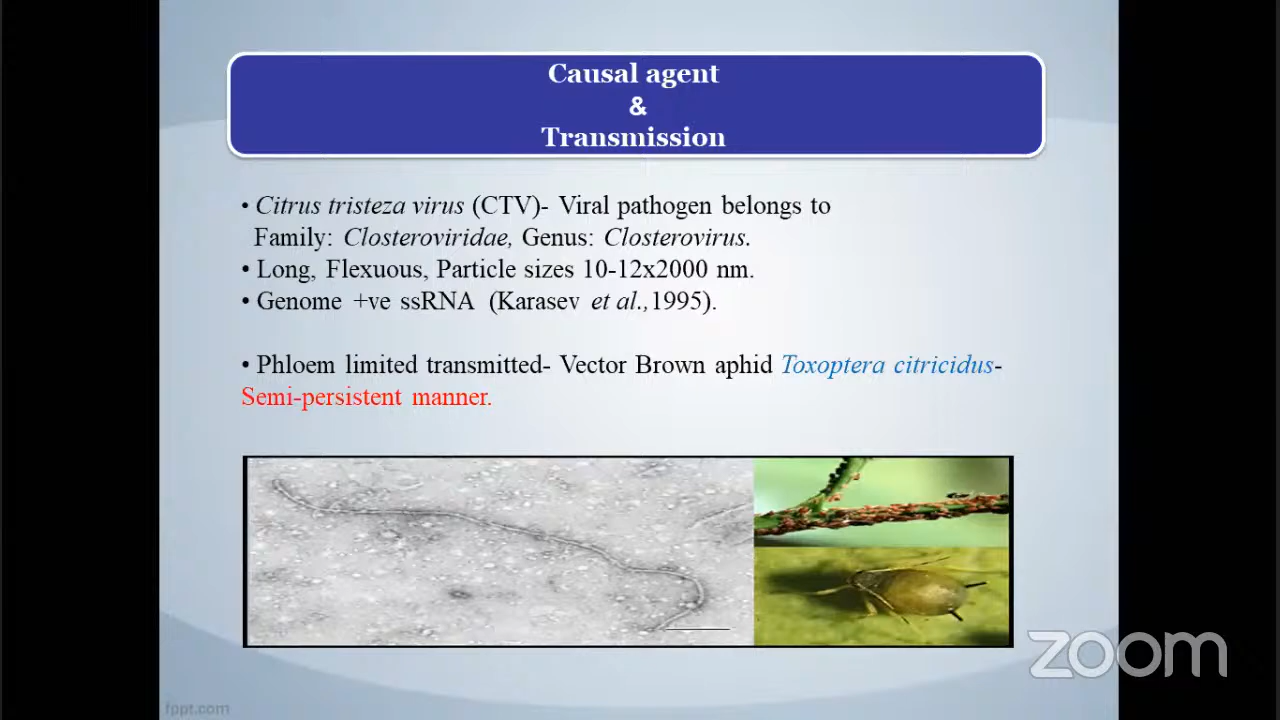 Causal agent
&
Transmission
• Citrus tristeza virus (CTV)- Viral pathogen belongs to
Family: Closteroviridae, Genus: Closterovirus.
• Long, Flexuous, Particle sizes 10-12x2000 nm.
• Genome +ve ssRNA (Karasev et al.,1995).
• Phloem limited transmitted- Vector Brown aphid Toxoptera citricidus-
Semi-persistent manner.
zoom
fppt.com